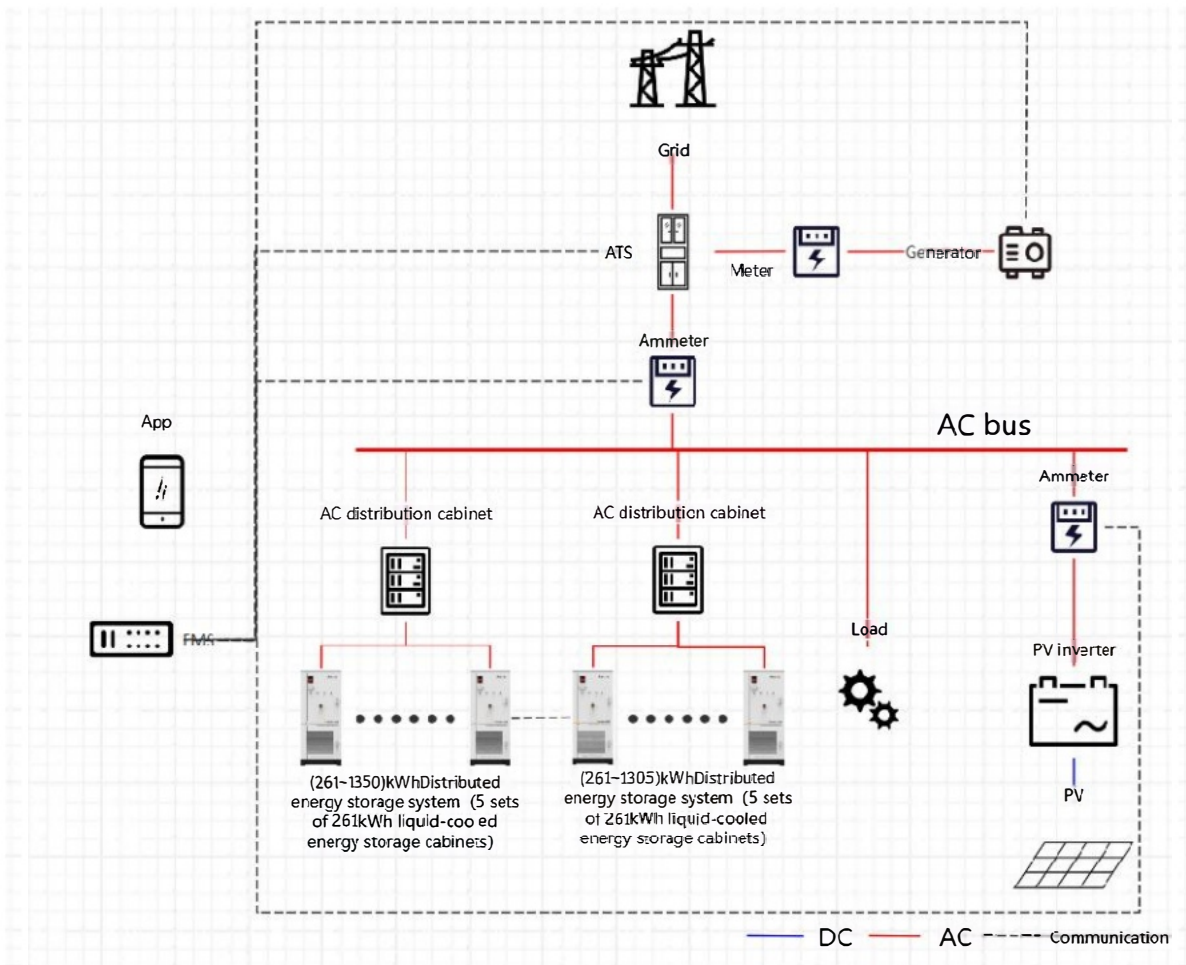 Grid
ATS
Meter
Generator
Ammeter
App
AC bus
Ammeter
AC distribution cabinet
AC distribution cabinet
EMS
Load
PV inverter
(261~1350)kWhDistributed
energy storage system (5 sets
of 261kWh liquid-cooled
energy storage cabinets)
(261~1305)kWhDistributed
energy storage system (5 sets
of 261kWh liquid-cooled
energy storage cabinets)
PV
DC
AC
Communication